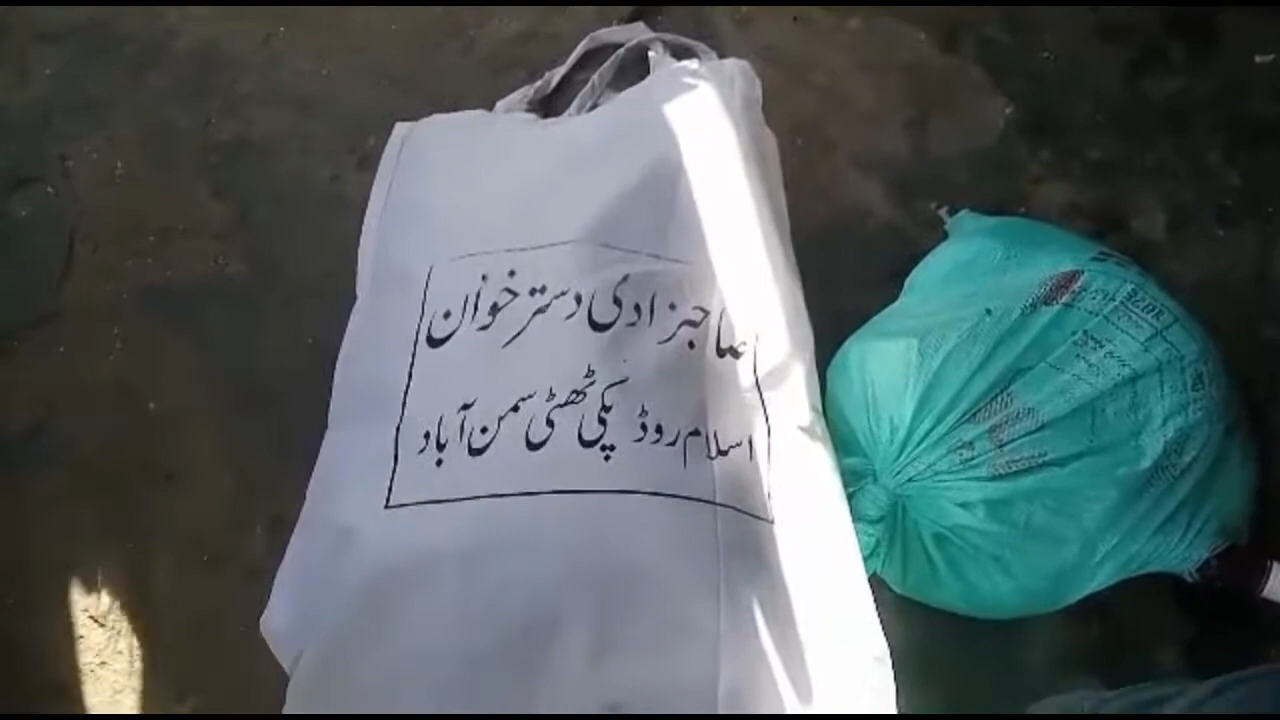 صاحبزادی دسترخوان
اسلام روڈ پکی ٹھٹی سمن آباد